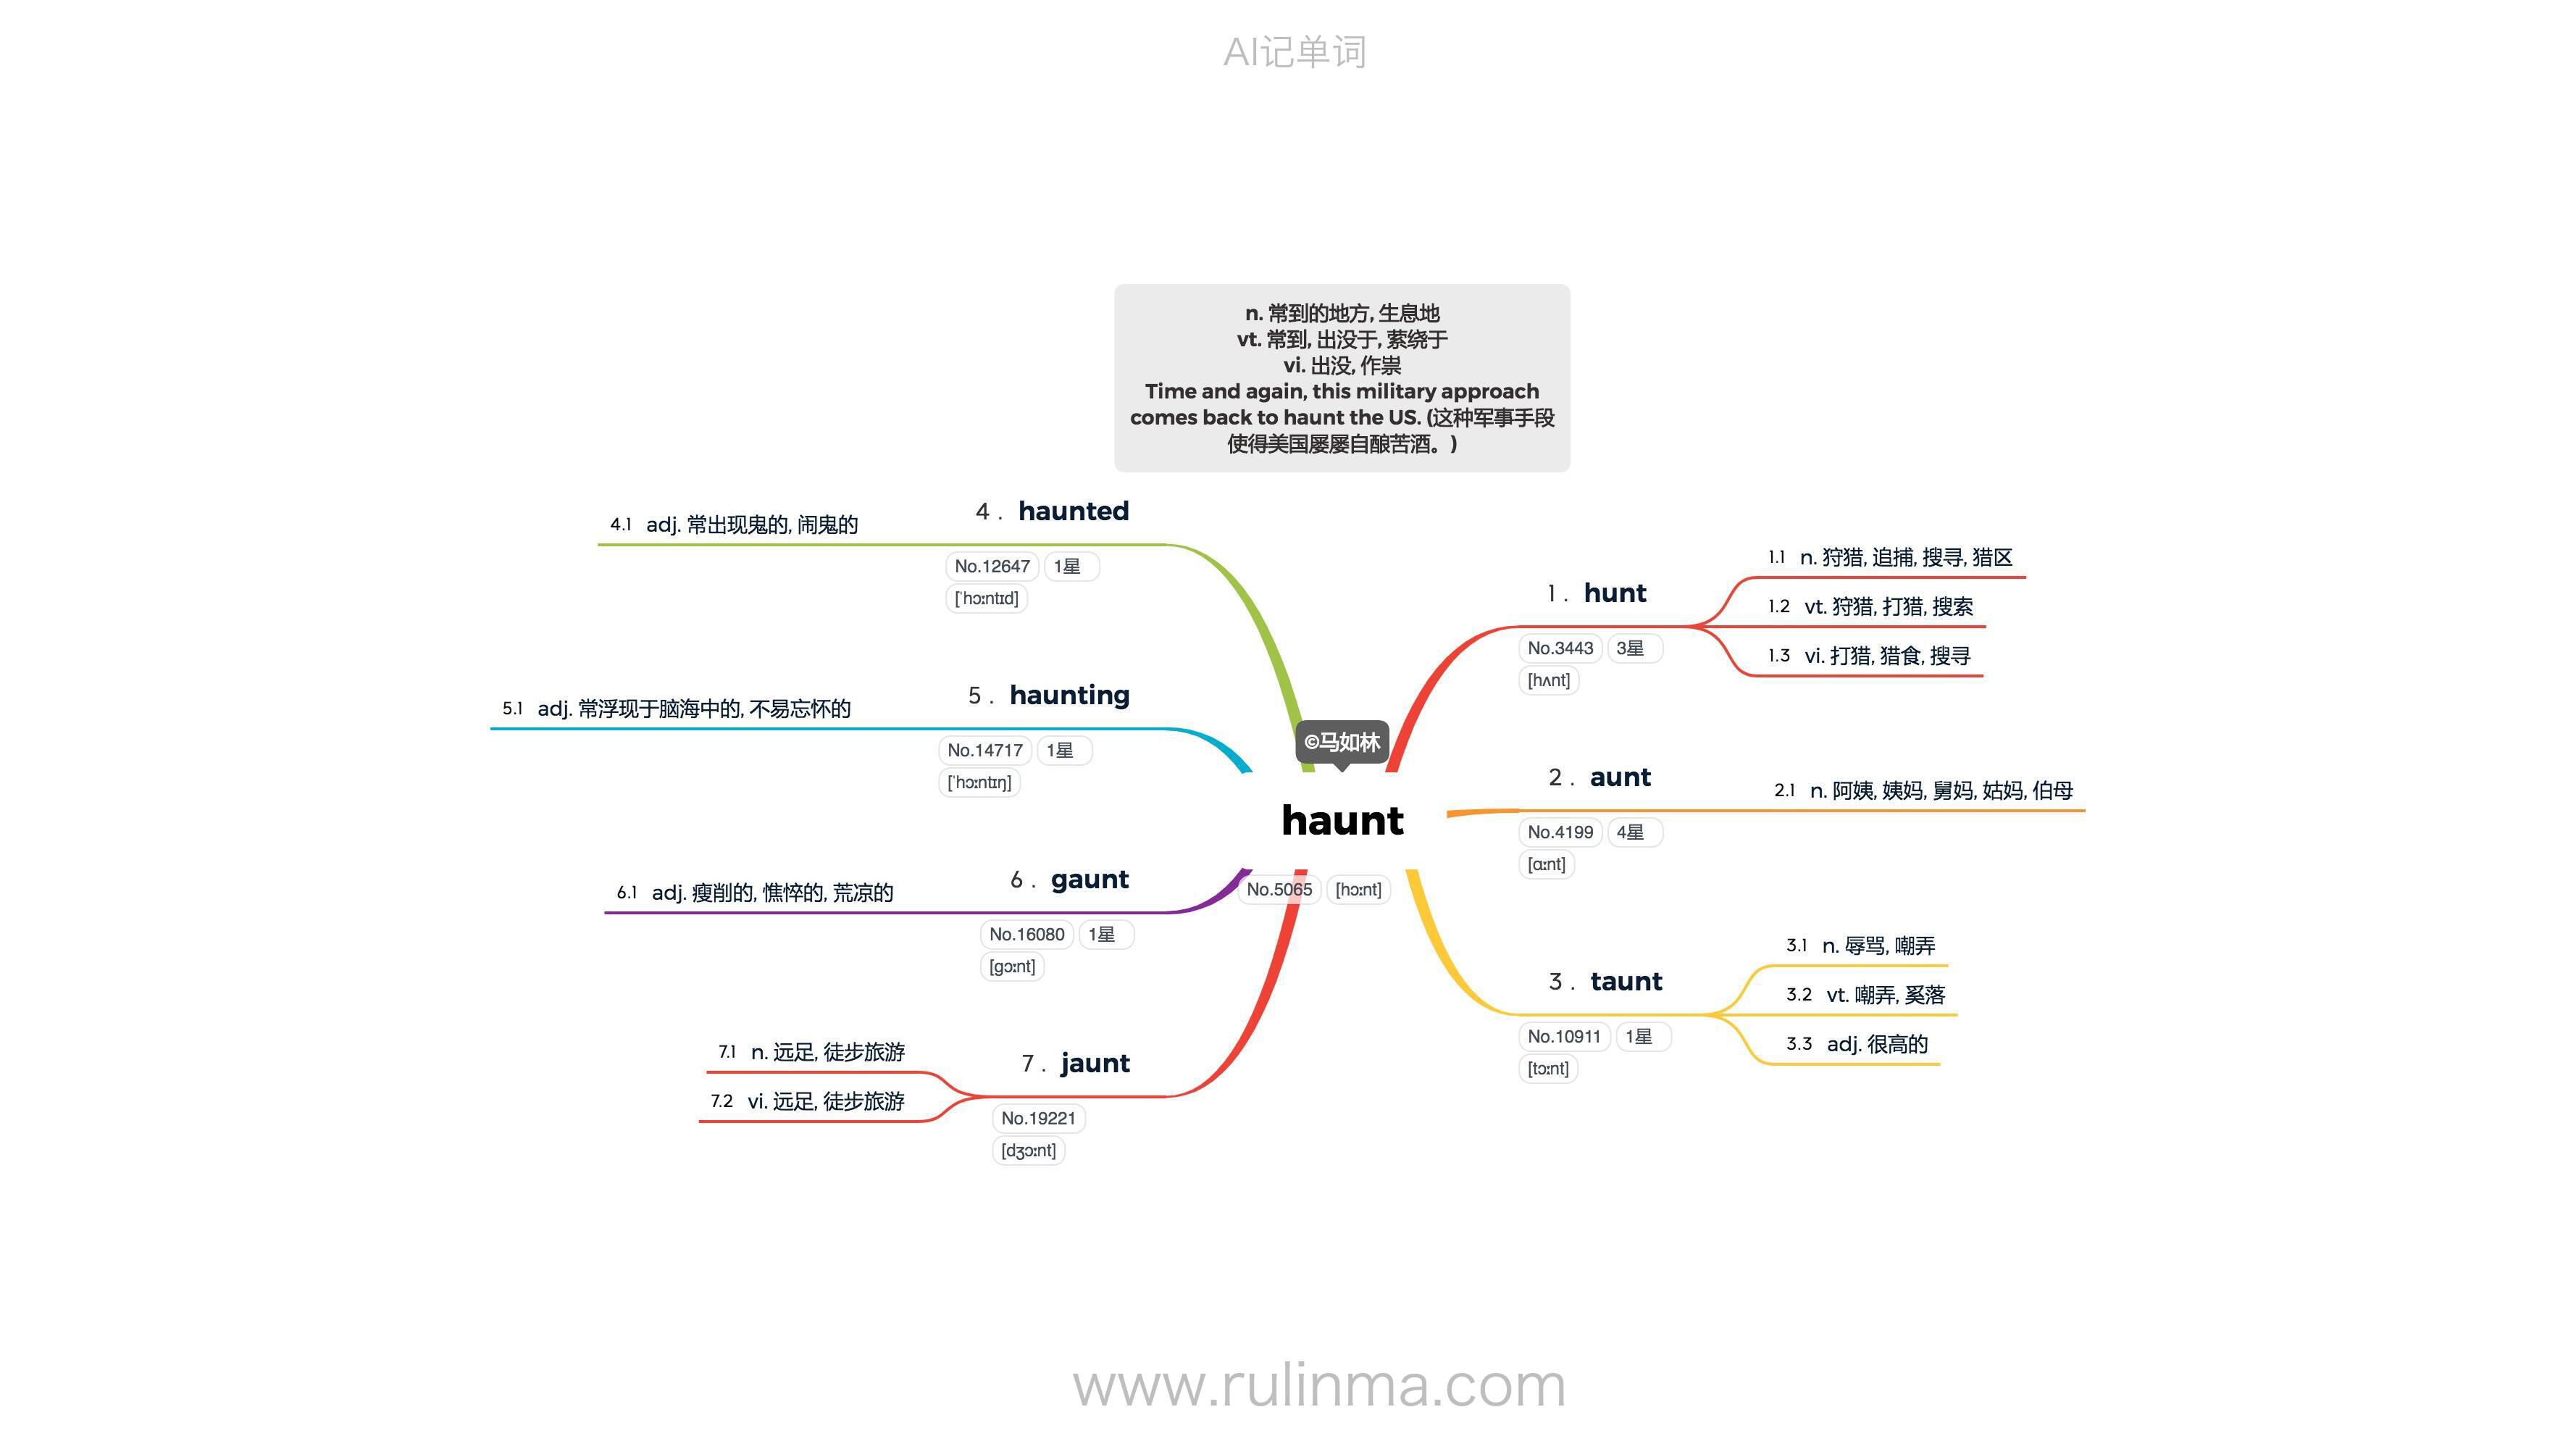 AI记单词
n. 常到的地方, 生息地
vt. 常到, 出没于, 萦绕于
vi. 出没, 作祟
Time and again, this military approach
comes back to haunt the US. (这种军事手段
使得美国屡屡自酿苦酒。)
©马如林
haunt
No.5065 [hɔːnt]
1. hunt
No.3443 3星
[hʌnt]
1.1 n. 狩猎, 追捕, 搜寻, 猎区
1.2 vt. 狩猎, 打猎, 搜索
1.3 vi. 打猎, 猎食, 搜寻
2. aunt
No.4199 4星
[ɑːnt]
2.1 n. 阿姨, 姨妈, 舅妈, 姑妈, 伯母
3. taunt
No.10911 1星
[tɔːnt]
3.1 n. 辱骂, 嘲弄
3.2 vt. 嘲弄, 奚落
3.3 adj. 很高的
4. haunted
No.12647 1星
[ˈhɔːntɪd]
4.1 adj. 常出现鬼的, 闹鬼的
5. haunting
No.14717 1星
[ˈhɔːntɪŋ]
5.1 adj. 常浮现于脑海中的, 不易忘怀的
6. gaunt
No.16080 1星
[gɔːnt]
6.1 adj. 瘦削的, 憔悴的, 荒凉的
7. jaunt
No.19221
[dʒɔːnt]
7.1 n. 远足, 徒步旅游
7.2 vi. 远足, 徒步旅游
www.rulinma.com